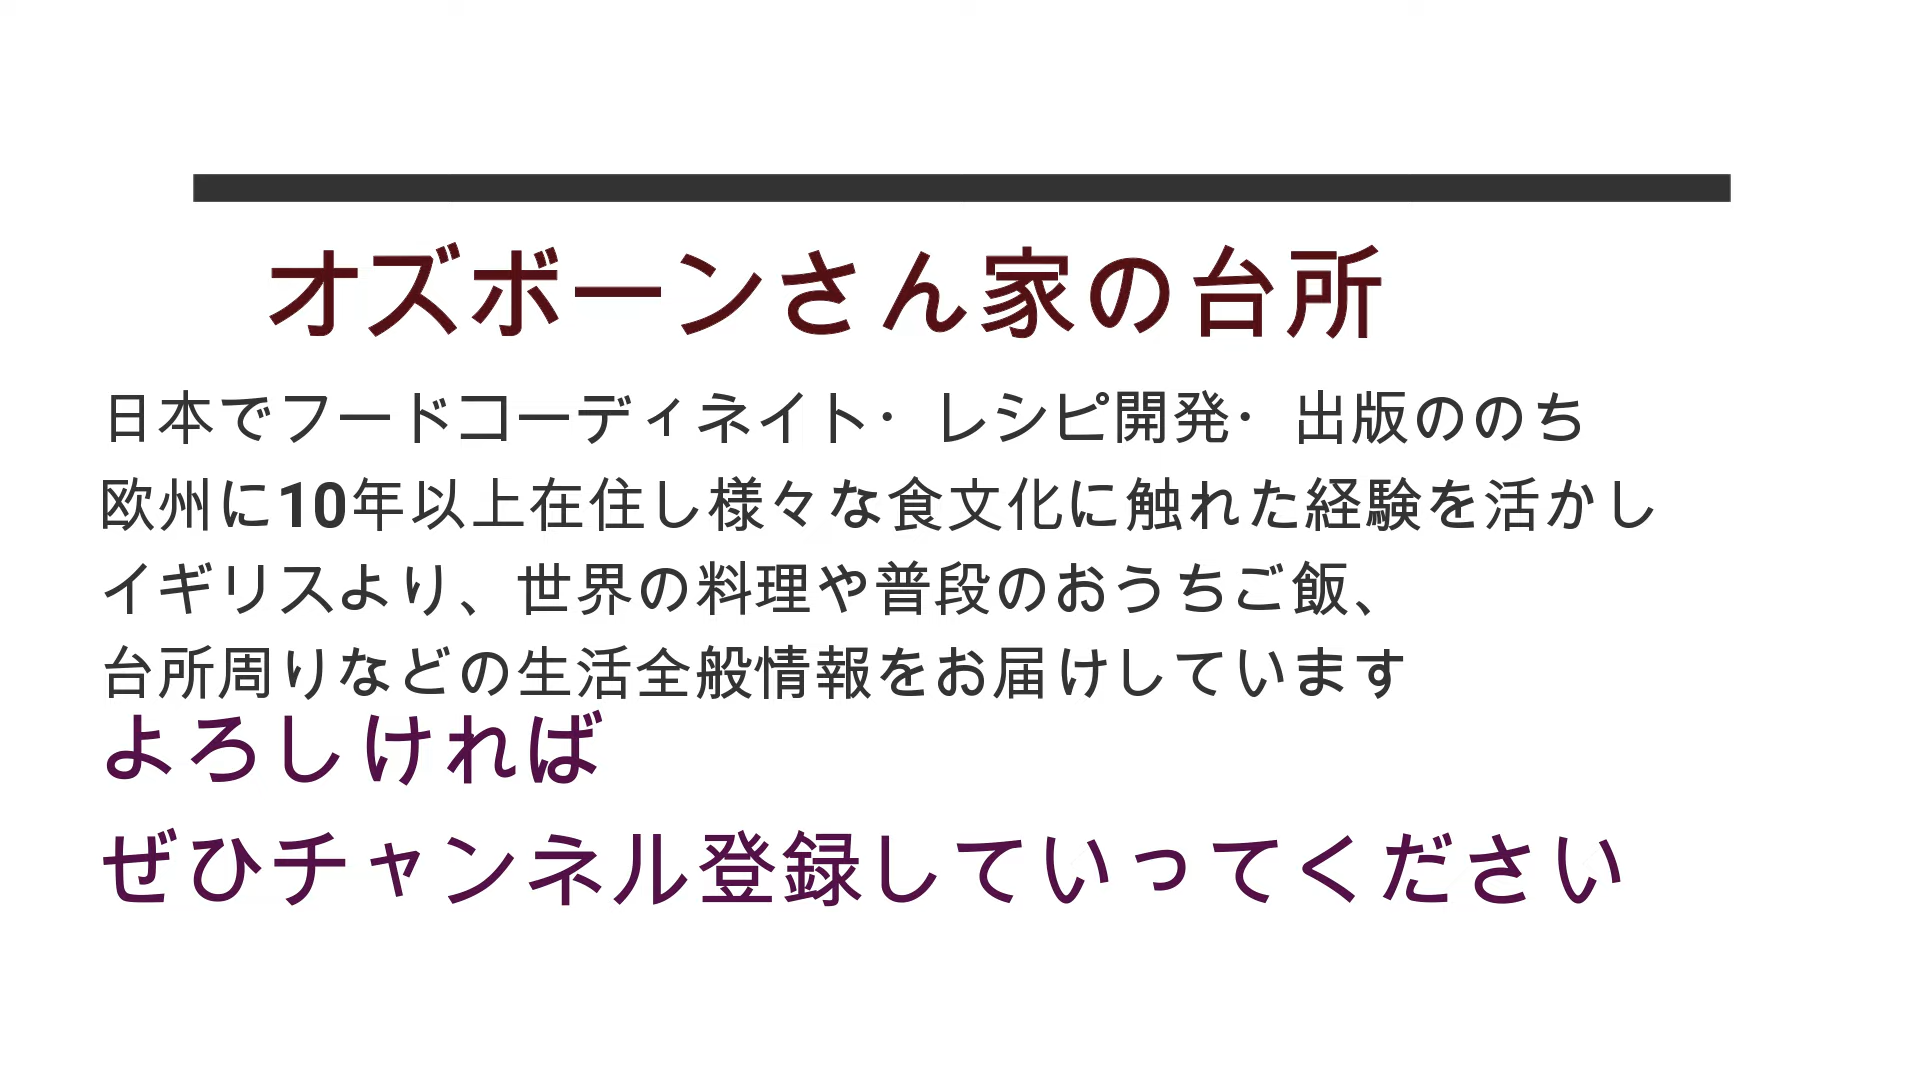 オズボーンさん家の台所
日本でフードコーディネイト・レシピ開発・出版ののち
欧州に10年以上在住し様々な食文化に触れた経験を活かし
イギリスより、世界の料理や普段のおうちご飯、
台所周りなどの生活全般情報をお届けしています
よろしければ
ぜひチャンネル登録していってください